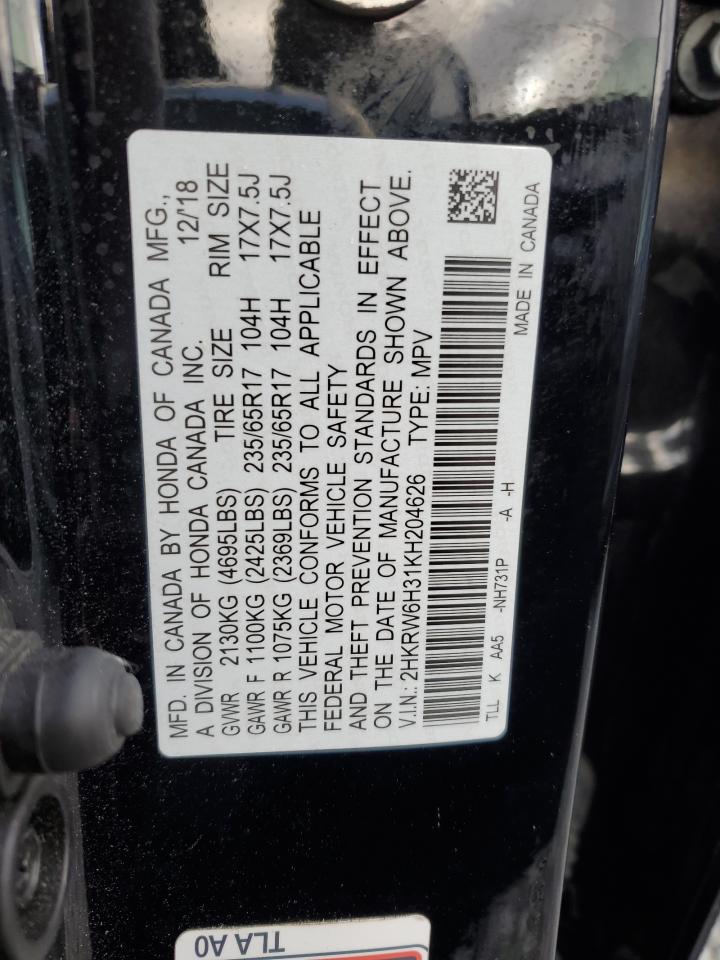 MFD. IN CANADA BY HONDA OF CANADA MFG.,
A DIVISION OF HONDA CANADA INC. 12/'18
GVWR 2130KG (4695LBS) TIRE SIZE RIM SIZE
GAWR F 1100KG (2425LBS) 235/65R17 104H 17X7.5J
GAWR R 1075KG (2369LBS) 235/65R17 104H 17X7.5J
THIS VEHICLE CONFORMS TO ALL APPLICABLE
FEDERAL MOTOR VEHICLE SAFETY
AND THEFT PREVENTION STANDARDS IN EFFECT
ON THE DATE OF MANUFACTURE SHOWN ABOVE.
V.I.N.: 2HKRW6H31KH204626 TYPE: MPV
TLL K AA5 -NH731P -A -H
MADE IN CANADA
TLA A0